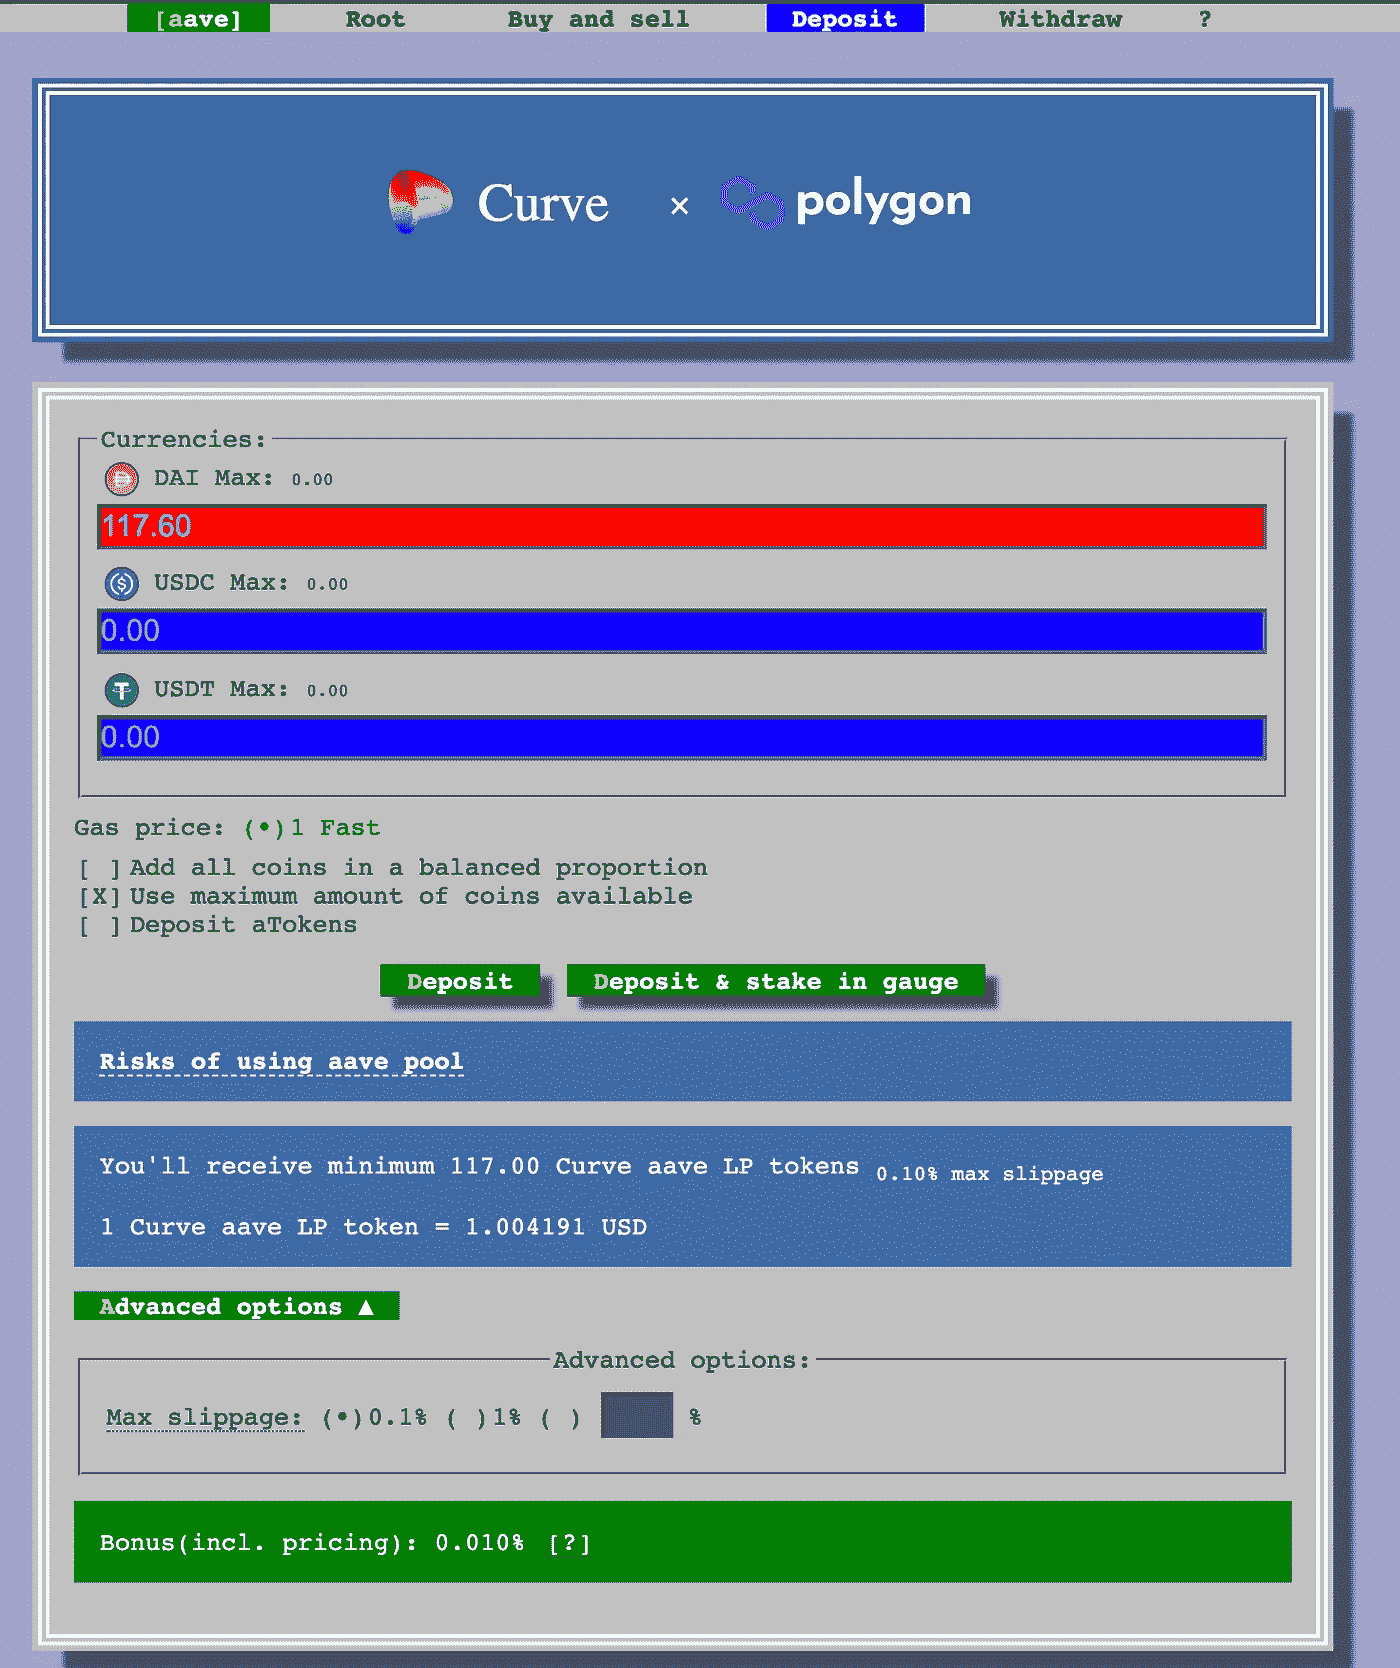 [aave] Root Buy and sell Deposit Withdraw ?
Curve × polygon
Currencies:
DAI Max: 0.00
117.60
USDC Max: 0.00
0.00
USDT Max: 0.00
0.00
Gas price: (•)1 Fast
[ ] Add all coins in a balanced proportion
[X] Use maximum amount of coins available
[ ] Deposit aTokens
Deposit Deposit & stake in gauge
Risks of using aave pool
You'll receive minimum 117.00 Curve aave LP tokens 0.10% max slippage
1 Curve aave LP token = 1.004191 USD
Advanced options ▲
Advanced options:
Max slippage: (•)0.1% ( )1% ( ) %
Bonus(incl. pricing): 0.010% [?]